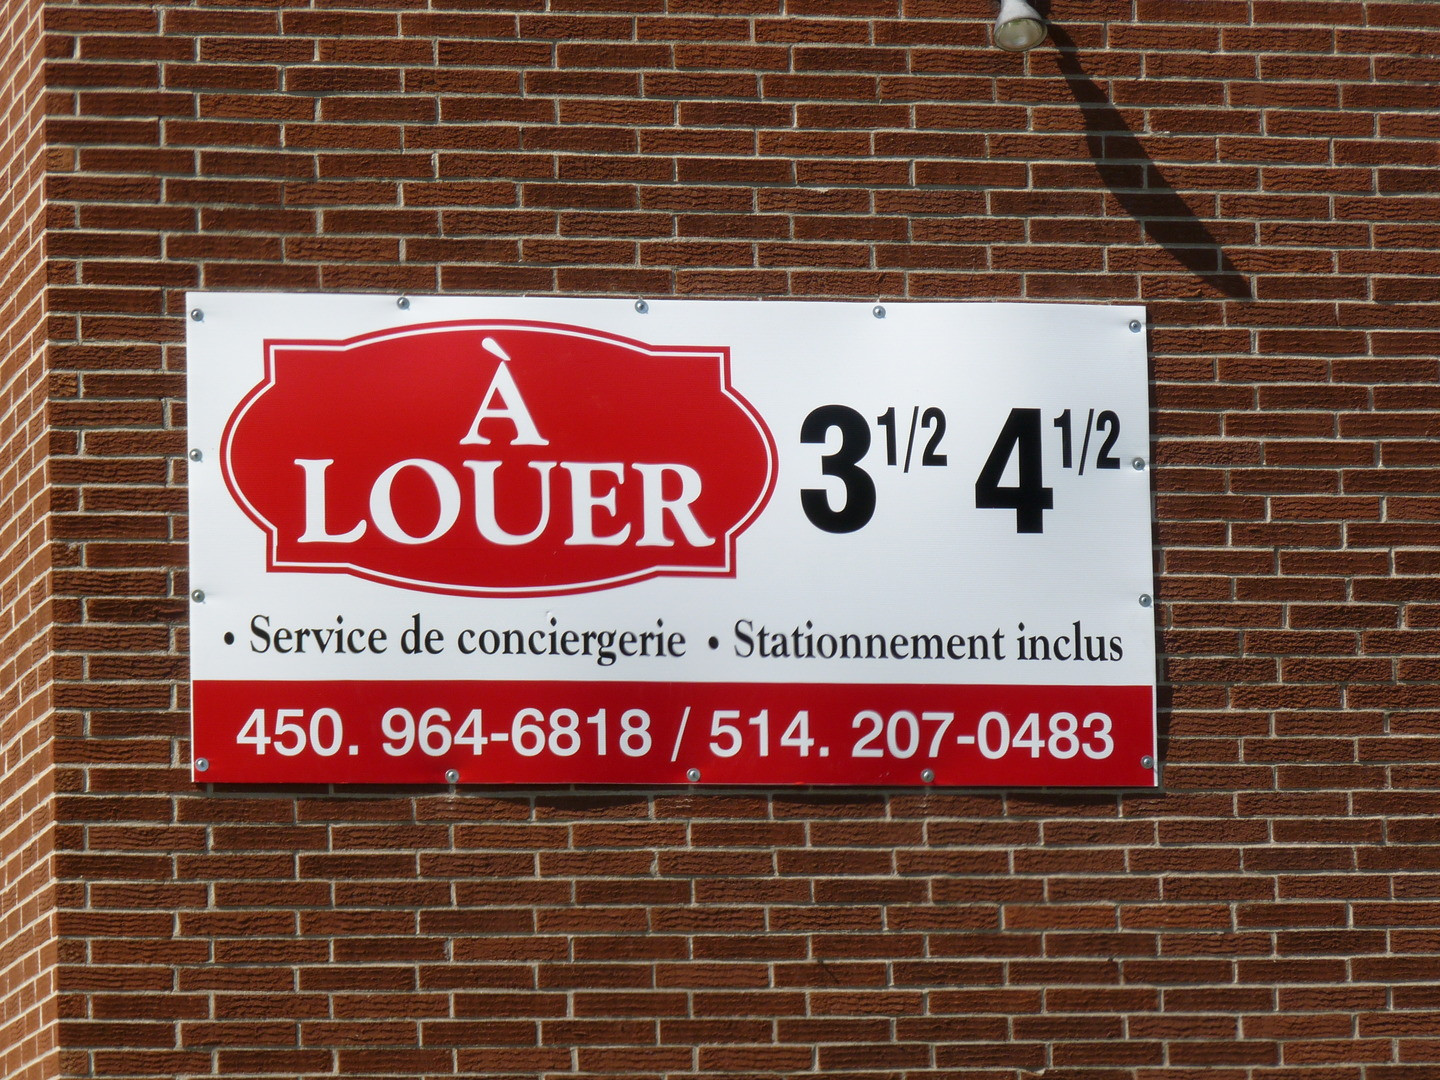 À
LOUER
3 1/2 4 1/2
• Service de conciergerie • Stationnement inclus
450. 964-6818 / 514. 207-0483